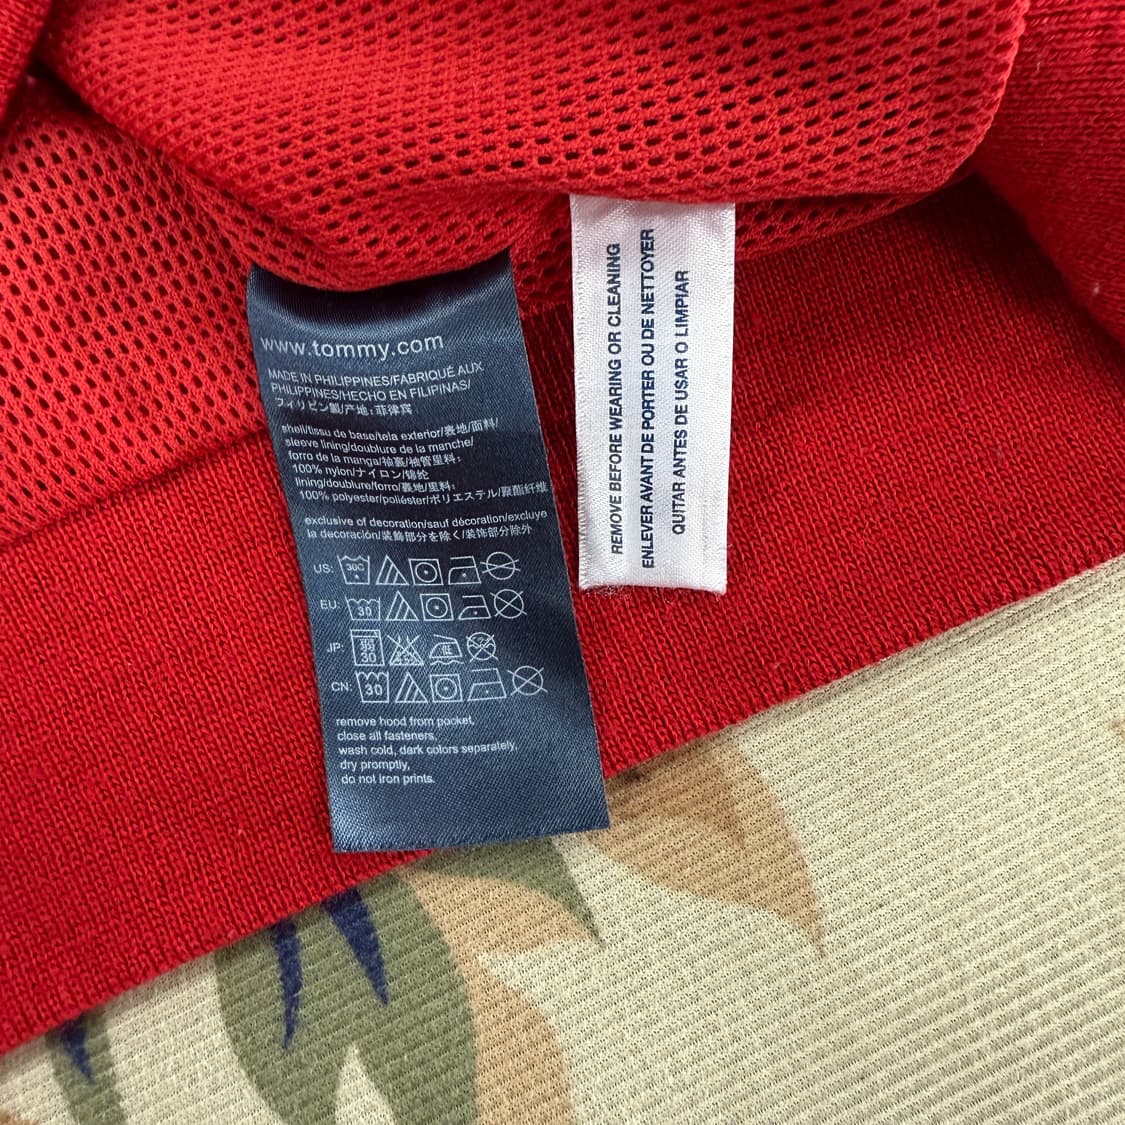 www.tommy.com
MADE IN PHILIPPINES/FABRIQUÉ AUX
PHILIPPINES/HECHO EN FILIPINAS/
フィリピン製/产地：菲律宾
shell/tissu de base/tela exterior/表地/面料/
sleeve lining/doublure de la manche/
forro de la manga/袖裏/袖管里料：
100% nylon/ナイロン/锦纶
lining/doublure/forro/裏地/里料：
100% polyester/poliéster/ポリエステル/聚酯纤维
exclusive of decoration/sauf décoration/excluye
la decoración/装飾部分を除く/装饰部分除外
US: 30C
EU: 30
JP: 弱 30
CN: 30
remove hood from pocket,
close all fasteners,
wash cold, dark colors separately,
dry promptly,
do not iron prints.
REMOVE BEFORE WEARING OR CLEANING
ENLEVER AVANT DE PORTER OU DE NETTOYER
QUITAR ANTES DE USAR O LIMPIAR